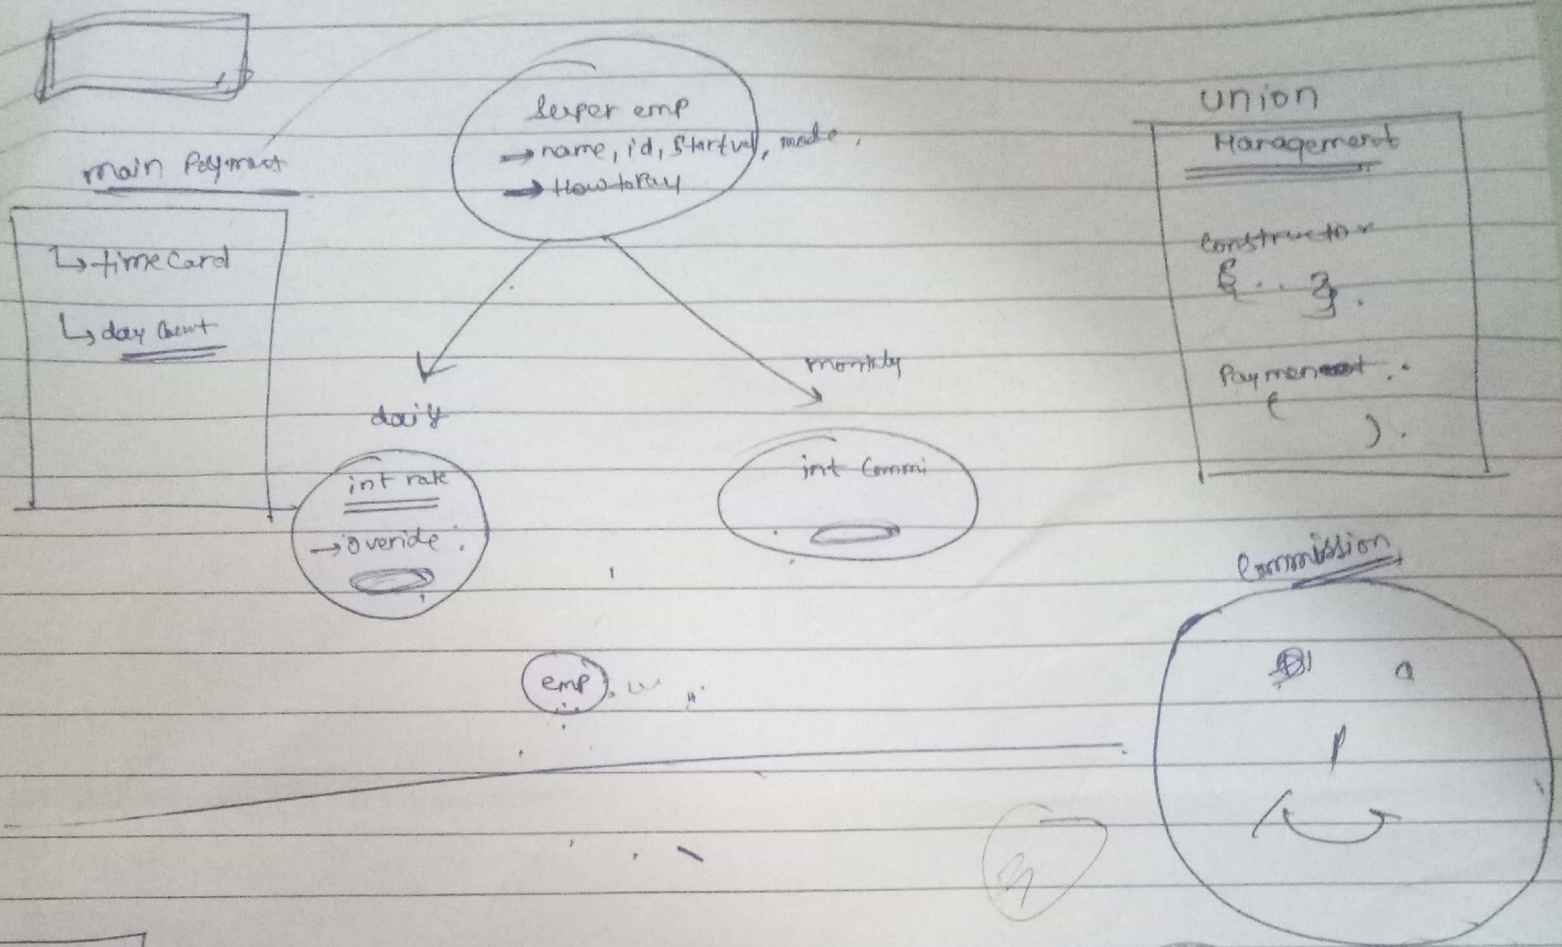 Super emp
→ name, id, Startval, mode,
→ HowtoPay
main Payment
↳ timeCard
↳ day Count
union
Management
Constructor
{ . . }.
Payment . .
( ).
daily
monthly
int rate
→ override .
int Commi
emp
Commission